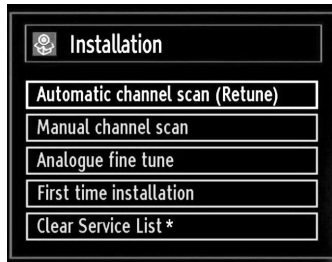 Installation
Automatic channel scan (Retune)
Manual channel scan
Analogue fine tune
First time installation
Clear Service List *